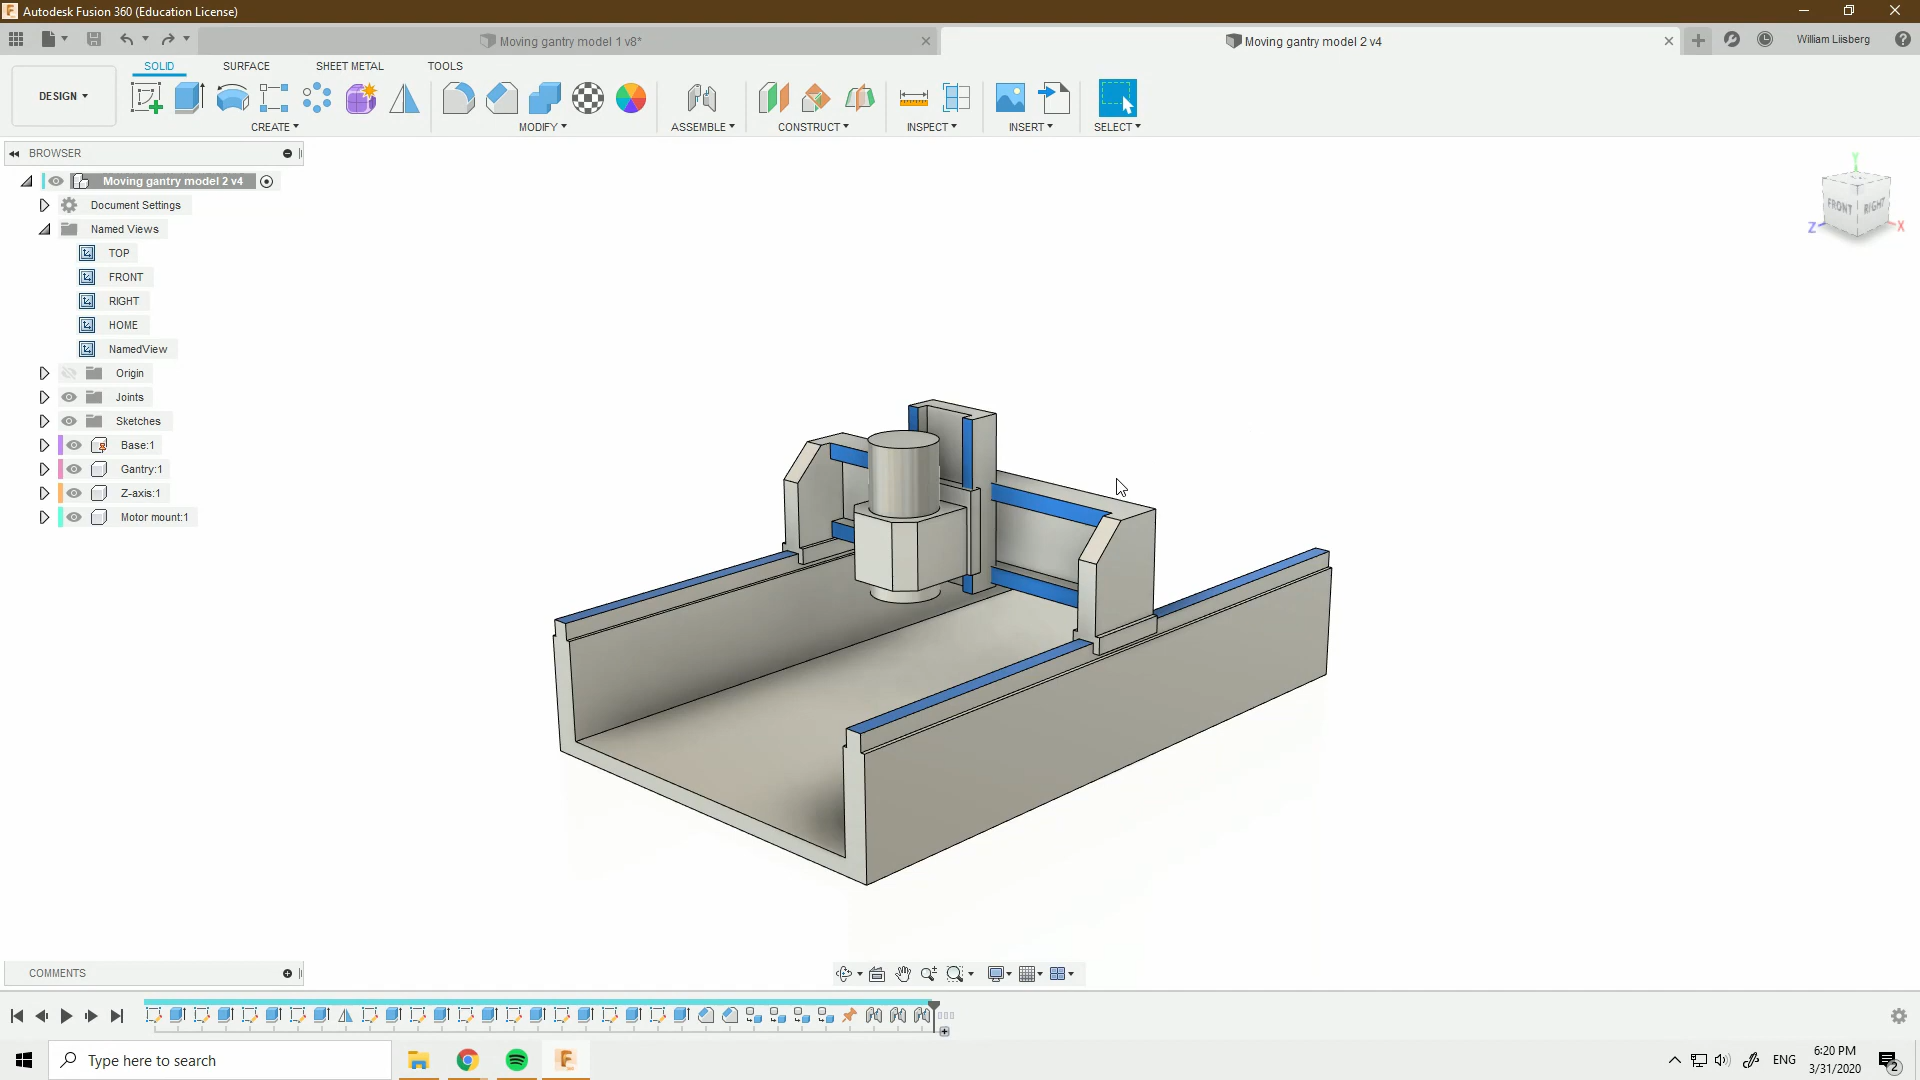 Autodesk Fusion 360 (Education License)
Moving gantry model 1 v8*
Moving gantry model 2 v4
William Liisberg
DESIGN
SOLID
SURFACE
SHEET METAL
TOOLS
CREATE
MODIFY
ASSEMBLE
CONSTRUCT
INSPECT
INSERT
SELECT
BROWSER
Moving gantry model 2 v4
Document Settings
Named Views
TOP
FRONT
RIGHT
HOME
NamedView
Origin
Joints
Sketches
Base:1
Gantry:1
Z-axis:1
Motor mount:1
Y
FRONT
RIGHT
Z
X
COMMENTS
Type here to search
ENG
6:20 PM
3/31/2020
2